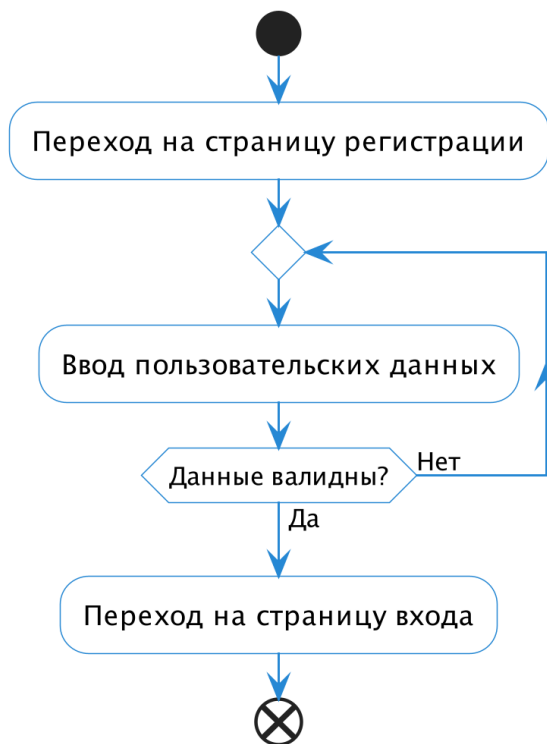 Переход на страницу регистрации
Ввод пользовательских данных
Данные валидны?
Нет
Да
Переход на страницу входа